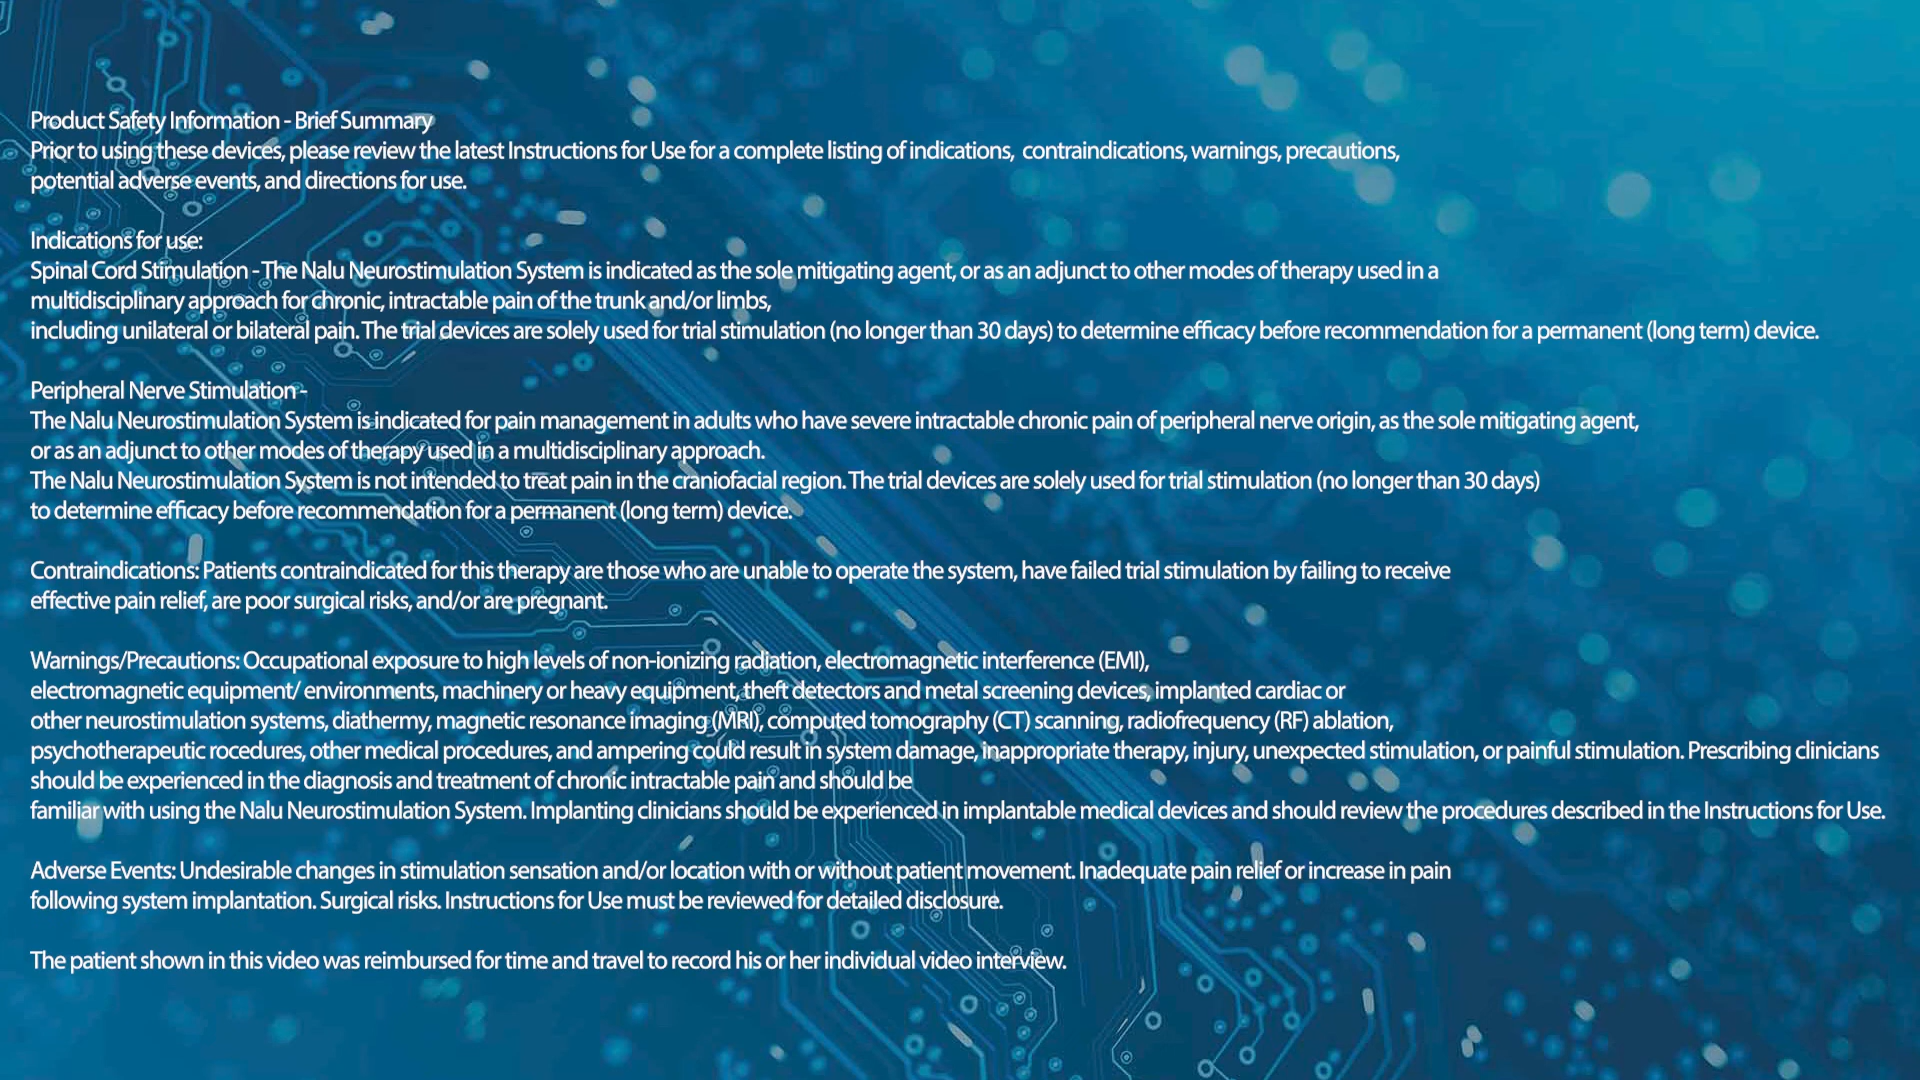 Product Safety Information - Brief Summary
Prior to using these devices, please review the latest Instructions for Use for a complete listing of indications, contraindications, warnings, precautions,
potential adverse events, and directions for use.
Indications for use:
Spinal Cord Stimulation - The Nalu Neurostimulation System is indicated as the sole mitigating agent, or as an adjunct to other modes of therapy used in a
multidisciplinary approach for chronic, intractable pain of the trunk and/or limbs,
including unilateral or bilateral pain. The trial devices are solely used for trial stimulation (no longer than 30 days) to determine efficacy before recommendation for a permanent (long term) device.
Peripheral Nerve Stimulation -
The Nalu Neurostimulation System is indicated for pain management in adults who have severe intractable chronic pain of peripheral nerve origin, as the sole mitigating agent,
or as an adjunct to other modes of therapy used in a multidisciplinary approach.
The Nalu Neurostimulation System is not intended to treat pain in the craniofacial region. The trial devices are solely used for trial stimulation (no longer than 30 days)
to determine efficacy before recommendation for a permanent (long term) device.
Contraindications: Patients contraindicated for this therapy are those who are unable to operate the system, have failed trial stimulation by failing to receive
effective pain relief, are poor surgical risks, and/or are pregnant.
Warnings/Precautions: Occupational exposure to high levels of non-ionizing radiation, electromagnetic interference (EMI),
electromagnetic equipment/ environments, machinery or heavy equipment, theft detectors and metal screening devices, implanted cardiac or
other neurostimulation systems, diathermy, magnetic resonance imaging (MRI), computed tomography (CT) scanning, radiofrequency (RF) ablation,
psychotherapeutic rocedures, other medical procedures, and ampering could result in system damage, inappropriate therapy, injury, unexpected stimulation, or painful stimulation. Prescribing clinicians
should be experienced in the diagnosis and treatment of chronic intractable pain and should be
familiar with using the Nalu Neurostimulation System. Implanting clinicians should be experienced in implantable medical devices and should review the procedures described in the Instructions for Use.
Adverse Events: Undesirable changes in stimulation sensation and/or location with or without patient movement. Inadequate pain relief or increase in pain
following system implantation. Surgical risks. Instructions for Use must be reviewed for detailed disclosure.
The patient shown in this video was reimbursed for time and travel to record his or her individual video interview.